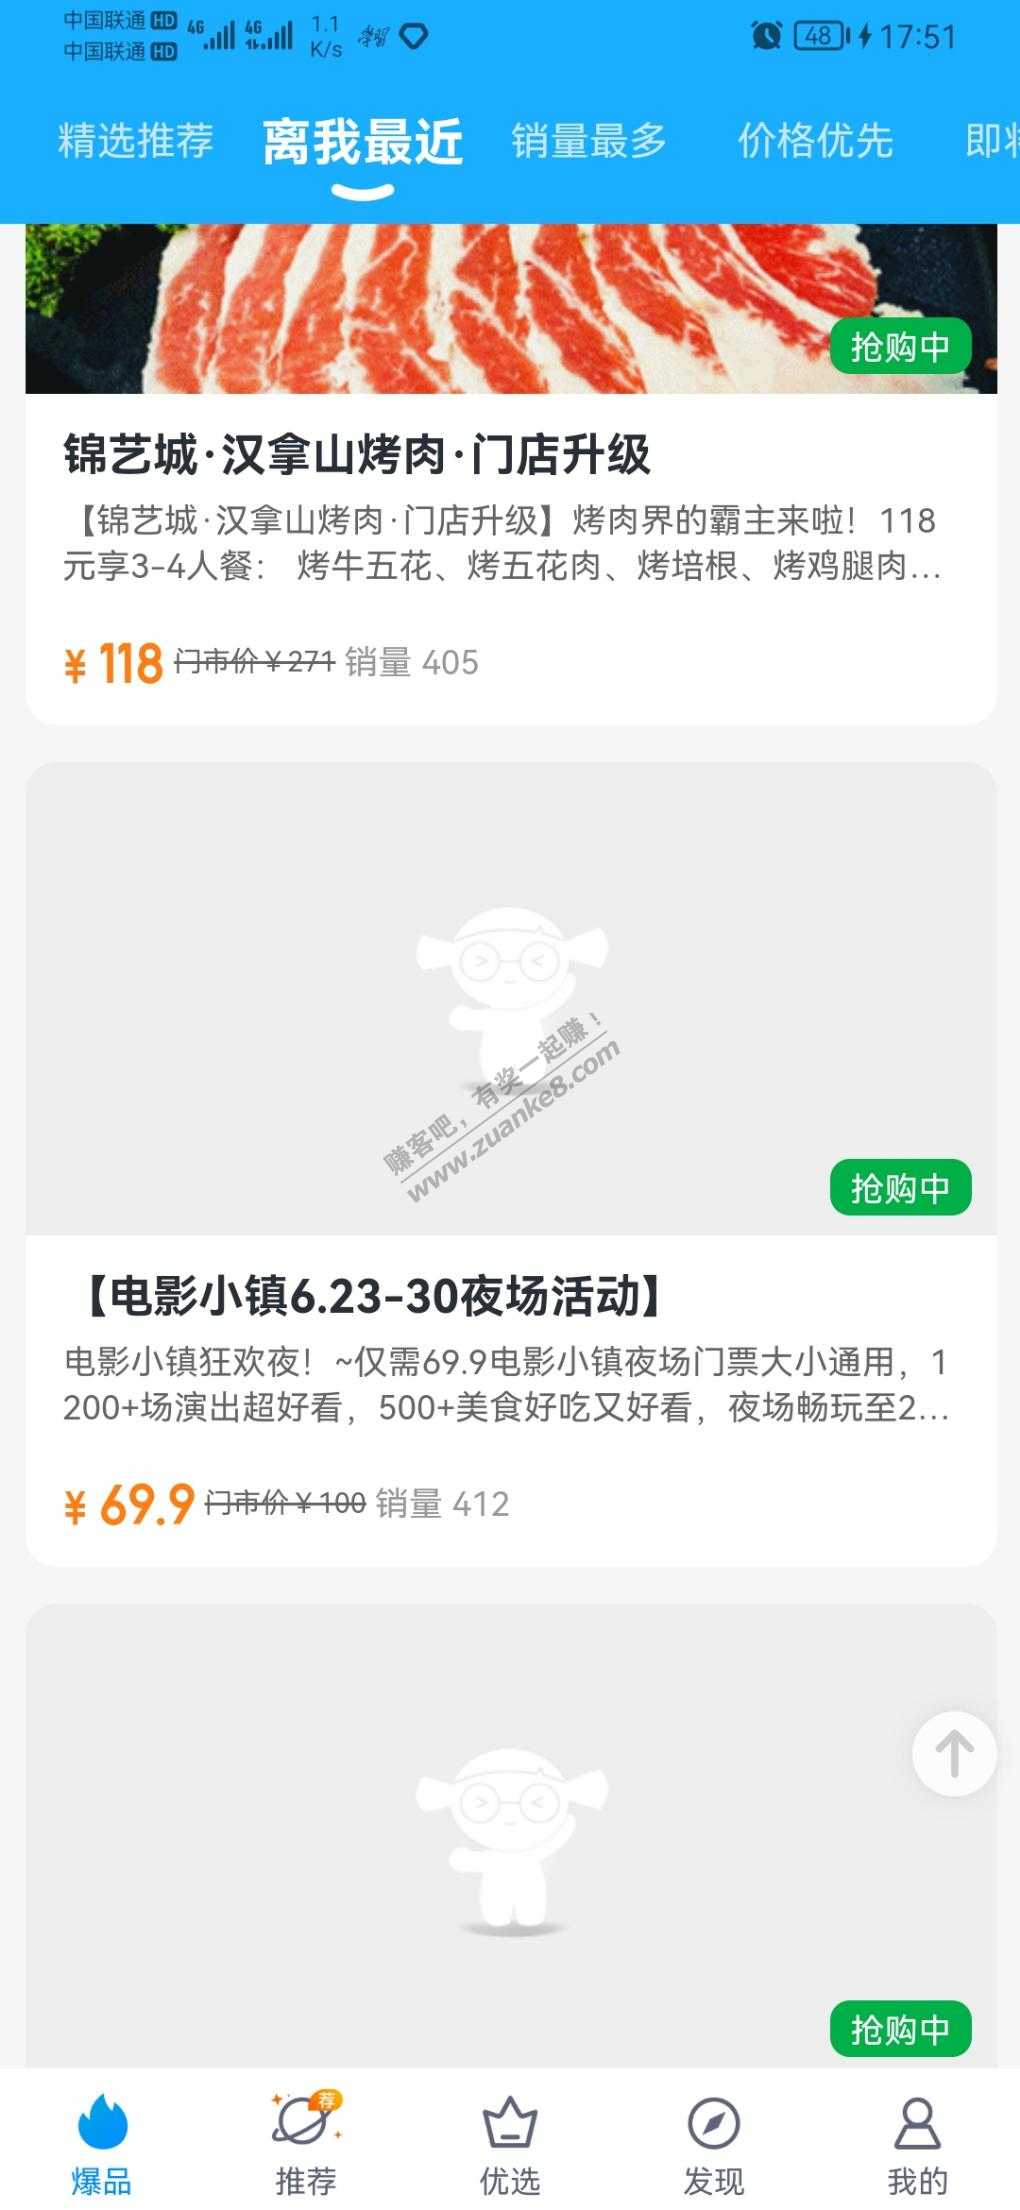 中国联通 HD
中国联通 HD
4G
4G
1.1
K/s
学习
48
17:51
精选推荐
离我最近
销量最多
价格优先
即将
抢购中
锦艺城·汉拿山烤肉·门店升级
【锦艺城·汉拿山烤肉·门店升级】烤肉界的霸主来啦！118
元享3-4人餐： 烤牛五花、烤五花肉、烤培根、烤鸡腿肉...
¥ 118 门市价￥271 销量 405
赚客吧，有奖一起赚！
www.zuanke8.com
抢购中
【电影小镇6.23-30夜场活动】
电影小镇狂欢夜！~仅需69.9电影小镇夜场门票大小通用，1
200+场演出超好看，500+美食好吃又好看，夜场畅玩至2...
¥ 69.9 门市价￥100 销量 412
抢购中
荐
爆品
推荐
优选
发现
我的